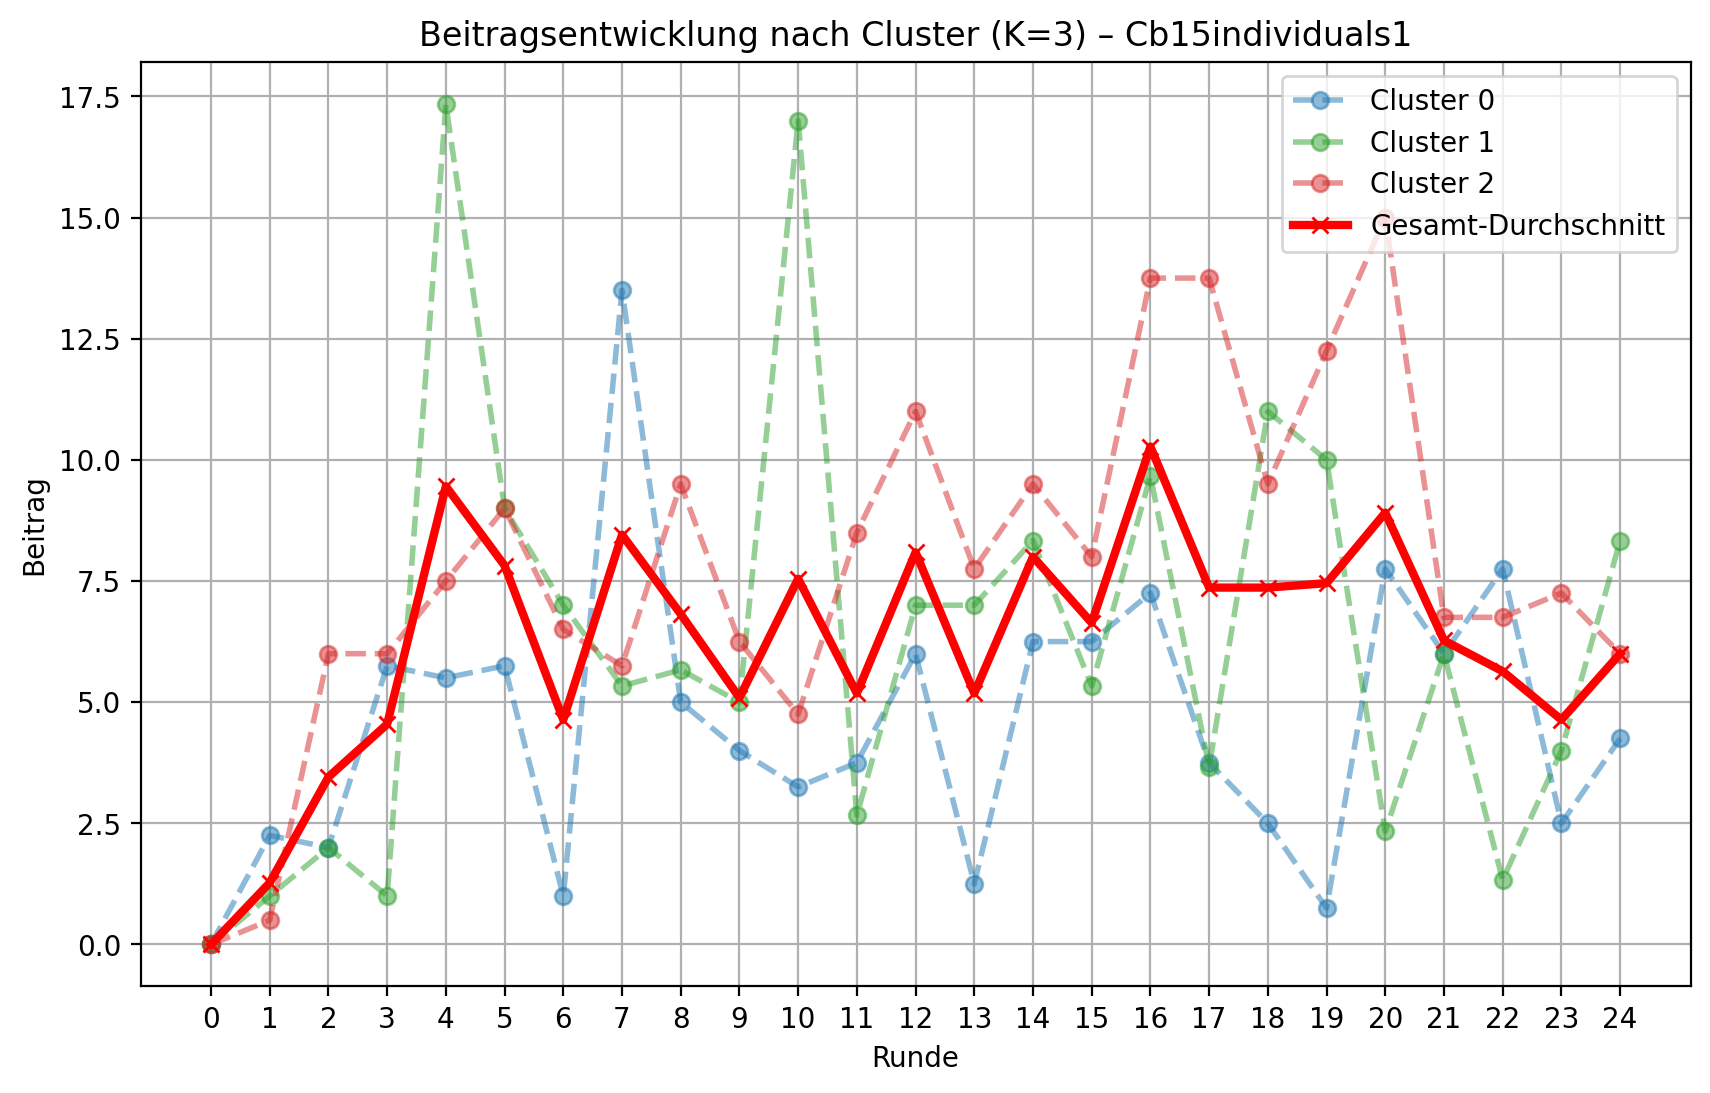 Beitragsentwicklung nach Cluster (K=3) – Cb15individuals1
Cluster 0
Cluster 1
Cluster 2
Gesamt-Durchschnitt
Beitrag
17.5
15.0
12.5
10.0
7.5
5.0
2.5
0.0
0 1 2 3 4 5 6 7 8 9 10 11 12 13 14 15 16 17 18 19 20 21 22 23 24
Runde